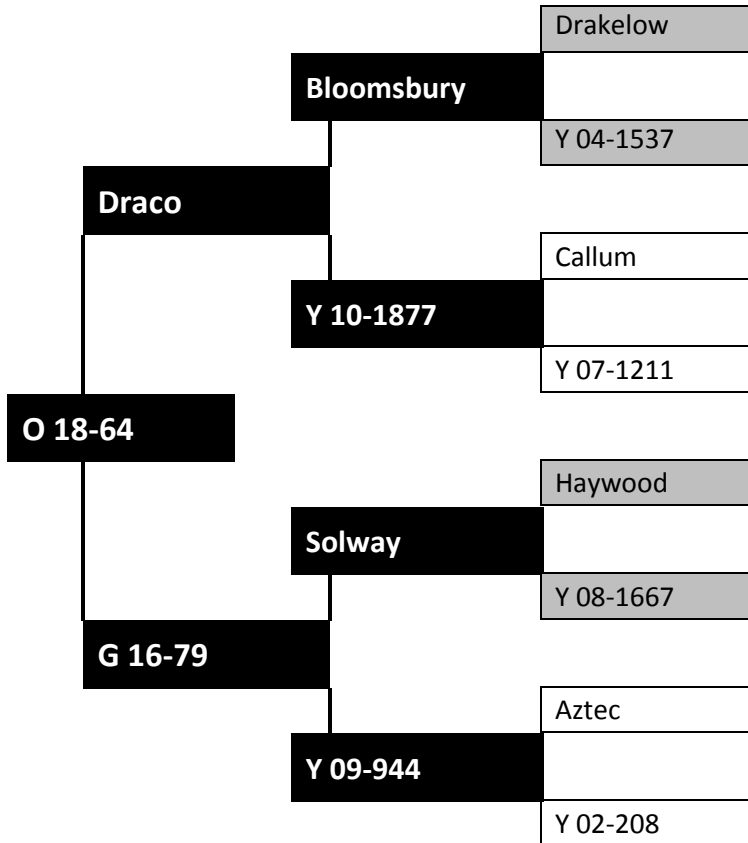 Drakelow
Bloomsbury
Y 04-1537
Draco
Callum
Y 10-1877
Y 07-1211
O 18-64
Haywood
Solway
Y 08-1667
G 16-79
Aztec
Y 09-944
Y 02-208